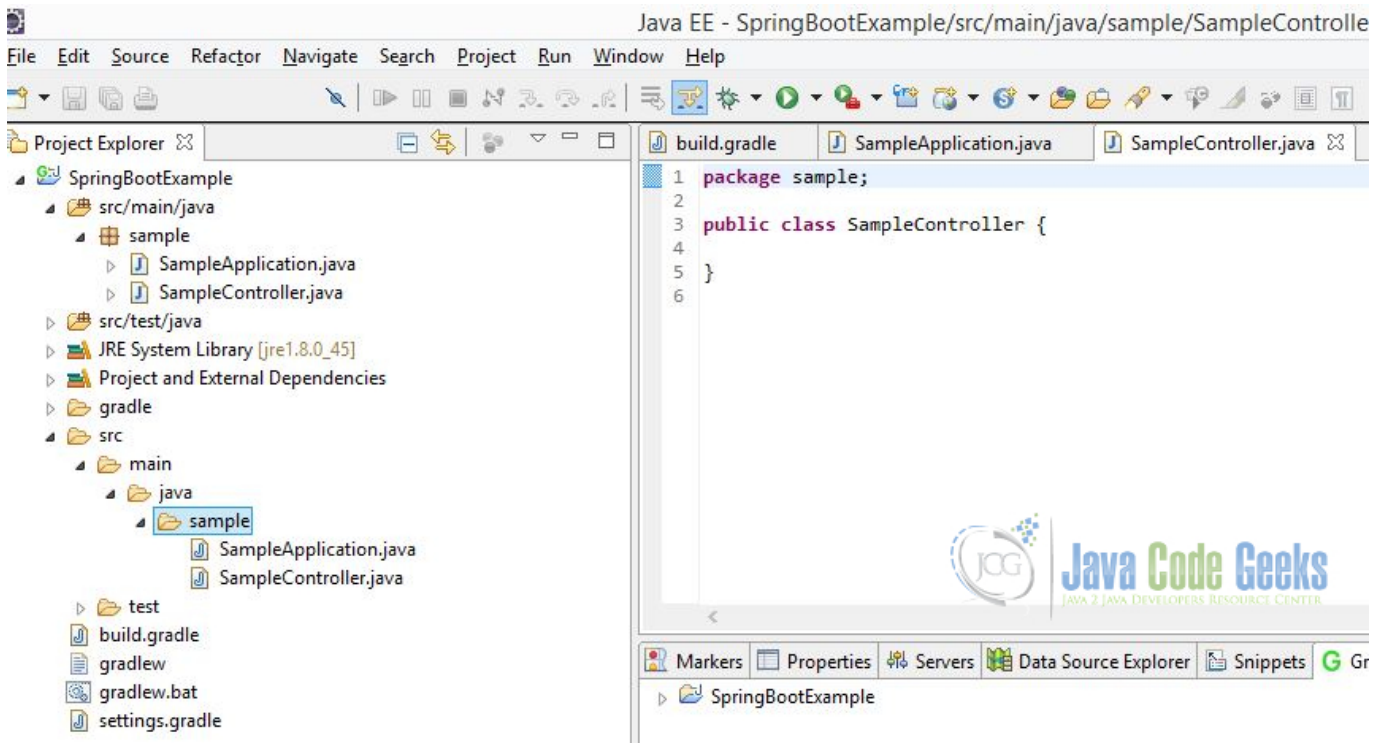 Java EE - SpringBootExample/src/main/java/sample/SampleControlle
File Edit Source Refactor Navigate Search Project Run Window Help
Project Explorer
SpringBootExample
src/main/java
sample
SampleApplication.java
SampleController.java
src/test/java
JRE System Library [jre1.8.0_45]
Project and External Dependencies
gradle
src
main
java
sample
SampleApplication.java
SampleController.java
test
build.gradle
gradlew
gradlew.bat
settings.gradle
build.gradle SampleApplication.java SampleController.java
1 package sample;
2
3 public class SampleController {
4
5 }
6
JCG Java Code Geeks
JAVA 2 JAVA DEVELOPERS RESOURCE CENTER
Markers Properties Servers Data Source Explorer Snippets G Gr
SpringBootExample